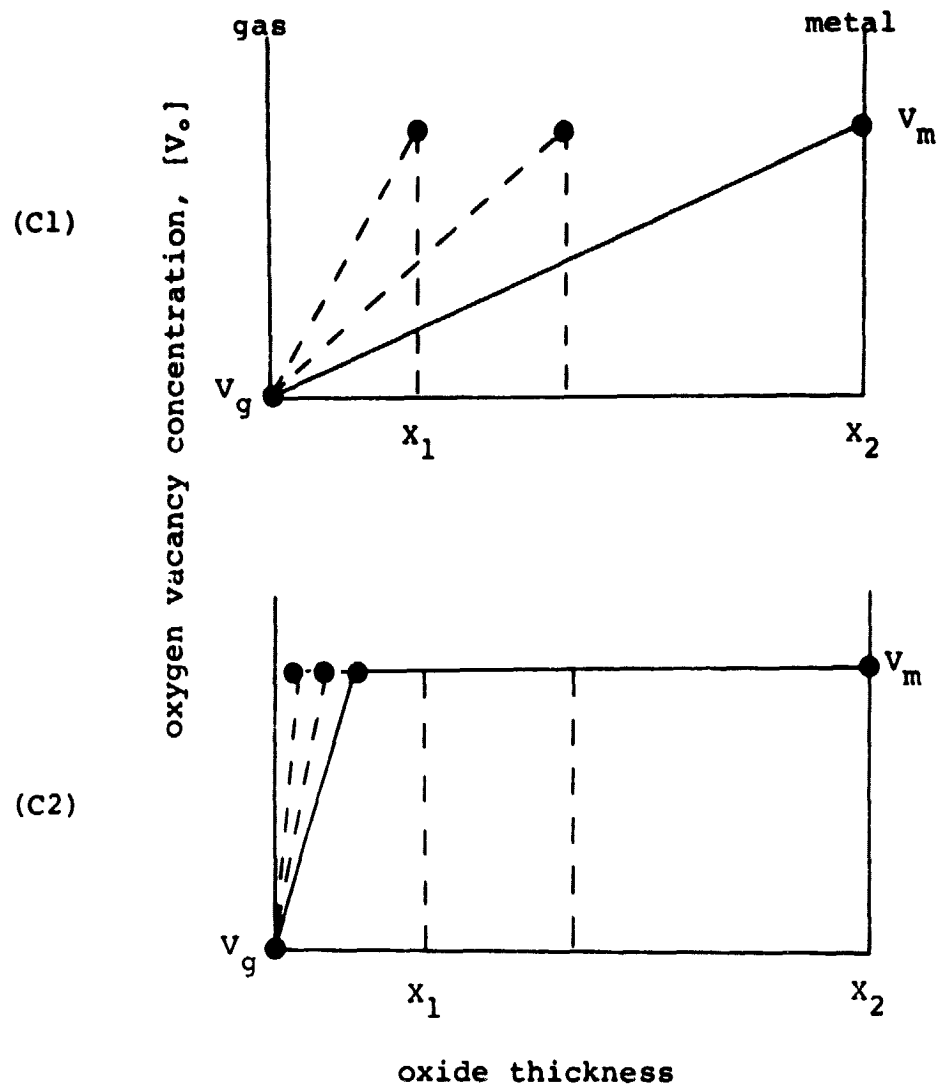 gas
metal
(C1)
oxygen vacancy concentration, [V₀]
V_m
V_g
X_1
X_2
(C2)
V_m
V_g
X_1
X_2
oxide thickness